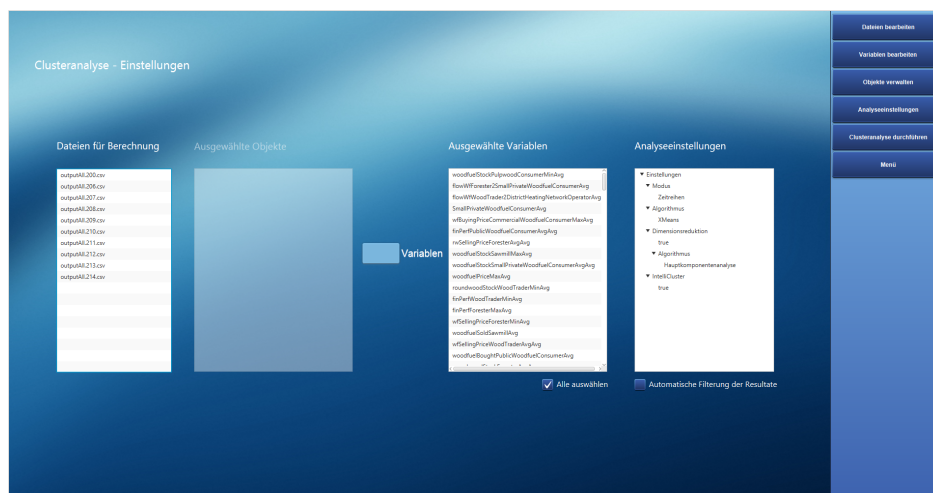 Clusteranalyse - Einstellungen
Dateien für Berechnung
outputAll.200.csv
outputAll.206.csv
outputAll.207.csv
outputAll.208.csv
outputAll.209.csv
outputAll.210.csv
outputAll.211.csv
outputAll.212.csv
outputAll.213.csv
outputAll.214.csv
Ausgewählte Objekte
Variablen
Ausgewählte Variablen
woodfuelStockPulpwoodConsumerMinAvg
flowWfForester2SmallPrivateWoodfuelConsumerAvg
flowWfWoodTrader2DistrictHeatingNetworkOperatorAvg
SmallPrivateWoodfuelConsumerAvg
wfBuyingPriceCommercialWoodfuelConsumerMaxAvg
finPerfPublicWoodfuelConsumerAvgAvg
rwSellingPriceForesterAvgAvg
woodfuelStockSawmillMaxAvg
woodfuelStockSmallPrivateWoodfuelConsumerAvgAvg
woodfuelPriceMaxAvg
roundwoodStockWoodTraderMinAvg
finPerfWoodTraderMinAvg
finPerfForesterMaxAvg
wfSellingPriceForesterMinAvg
woodfuelSoldSawmillAvg
wfSellingPriceWoodTraderAvgAvg
woodfuelBoughtPublicWoodfuelConsumerAvg
Alle auswählen
Analyseeinstellungen
Einstellungen
Modus
Zeitreihen
Algorithmus
XMeans
Dimensionsreduktion
true
Algorithmus
Hauptkomponentenanalyse
IntelliCluster
true
Automatische Filterung der Resultate
Dateien bearbeiten
Variablen bearbeiten
Objekte verwalten
Analyseeinstellungen
Clusteranalyse durchführen
Menü